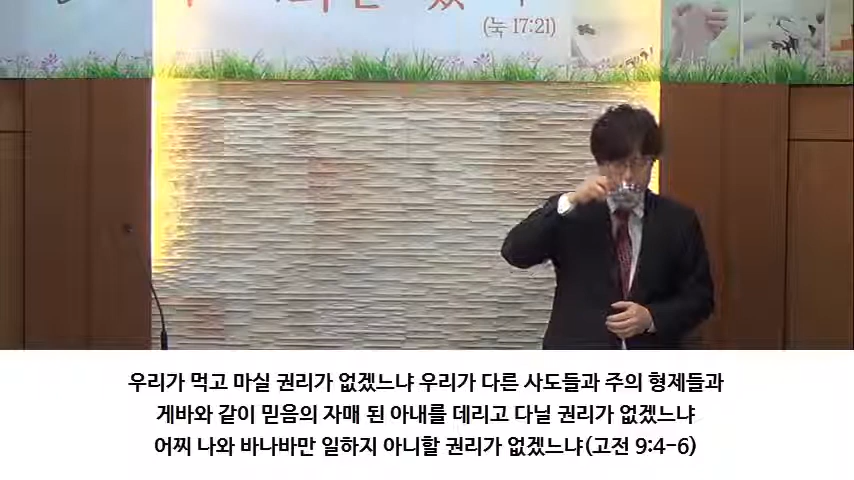 (눅 17:21)
우리가 먹고 마실 권리가 없겠느냐 우리가 다른 사도들과 주의 형제들과
게바와 같이 믿음의 자매 된 아내를 데리고 다닐 권리가 없겠느냐
어찌 나와 바나바만 일하지 아니할 권리가 없겠느냐(고전 9:4-6)